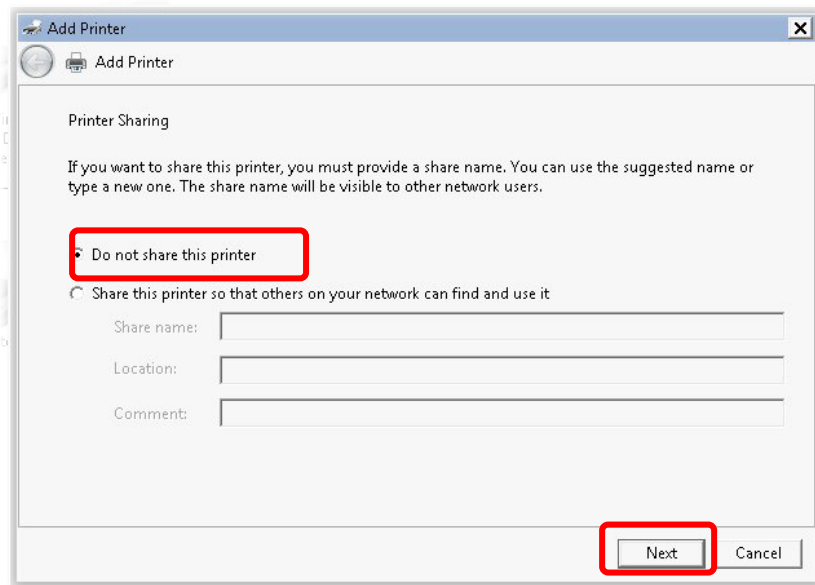 Add Printer
Add Printer
Printer Sharing
If you want to share this printer, you must provide a share name. You can use the suggested name or
type a new one. The share name will be visible to other network users.
Do not share this printer
Share this printer so that others on your network can find and use it
Share name:
Location:
Comment:
Next
Cancel